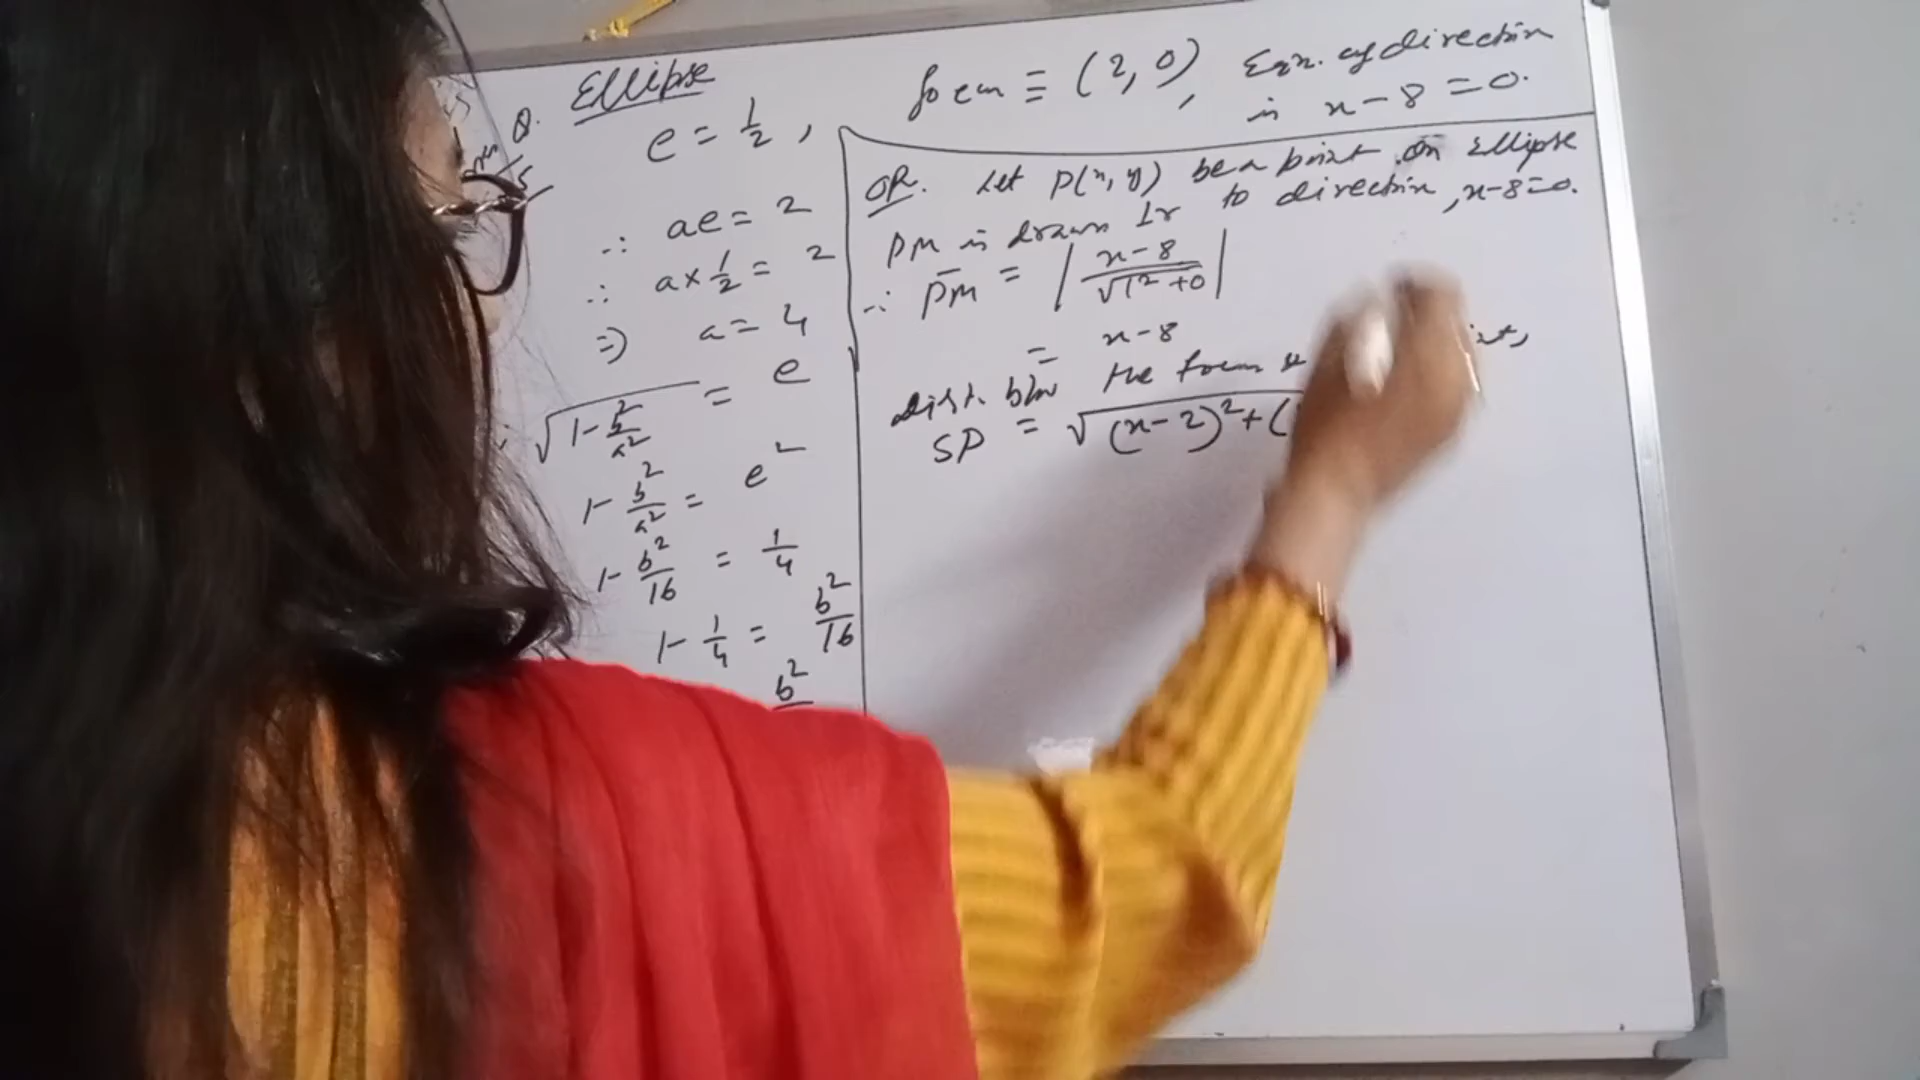 Q. Ellipse
e = 1/2, focus ≡ (2, 0), Eqn. of directrix
is x - 8 = 0.
∴ ae = 2
∴ a × 1/2 = 2
⇒ a = 4
√(1 - b²/a²) = e
1 - b²/a² = e²
1 - b²/16 = 1/4
1 - 1/4 = b²/16
b²
OR. Let P(x, y) be a point on Ellipse
PM is drawn ⊥r to directrix, x-8=0.
∴ PM = |(x-8)/√(1²+0)|
= x-8
dist. b/w the focus
SP = √(x-2)²+(